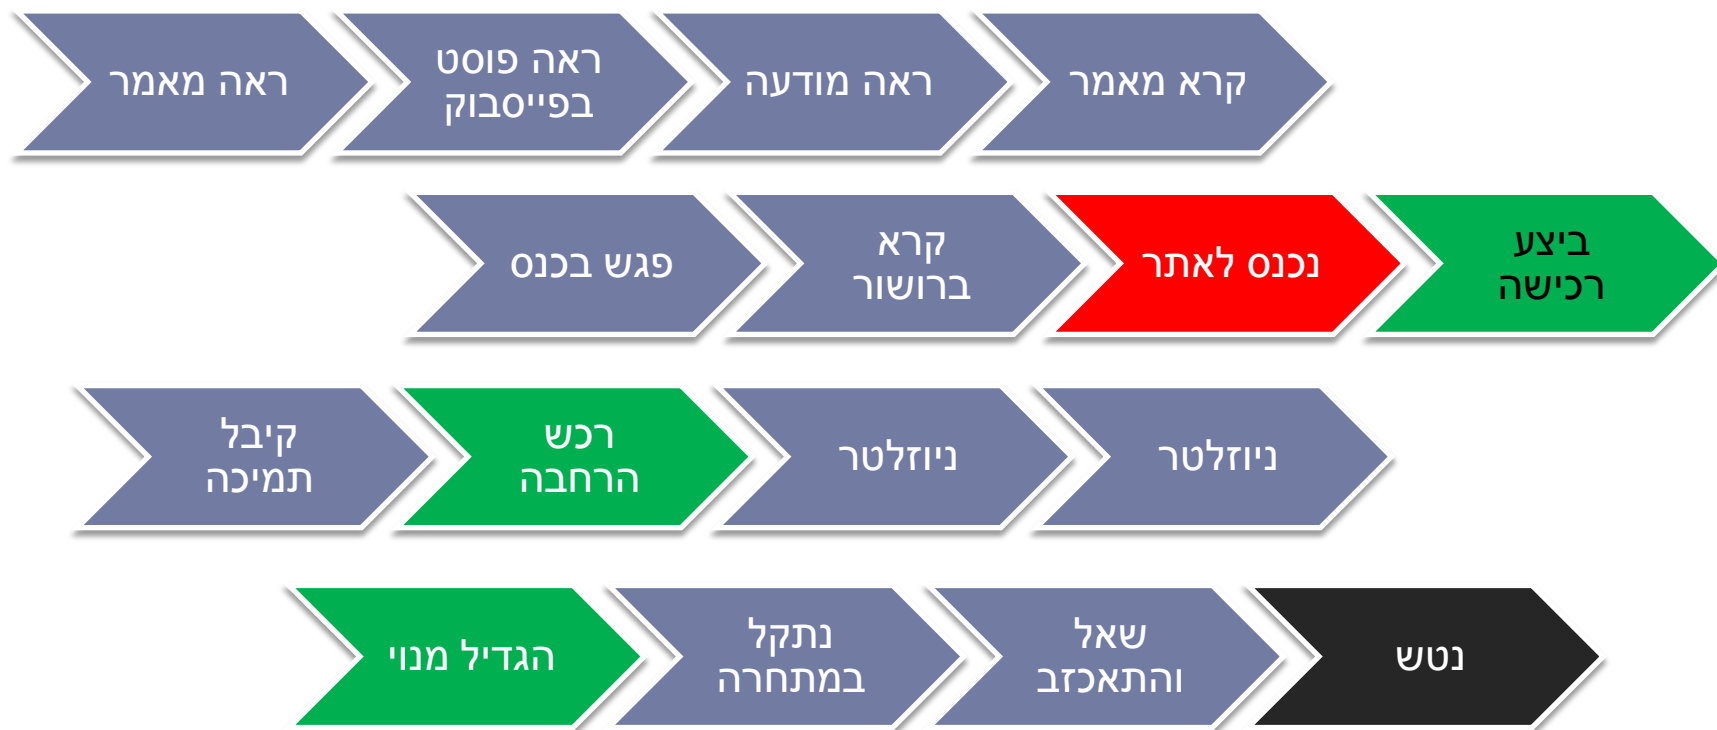 ראה מאמר
ראה פוסט
בפייסבוק
ראה מודעה
קרא מאמר
פגש בכנס
קרא
ברושור
נכנס לאתר
ביצע
רכישה
קיבל
תמיכה
רכש
הרחבה
ניוזלטר
ניוזלטר
הגדיל מנוי
נתקל
במתחרה
שאל
והתאכזב
נטש